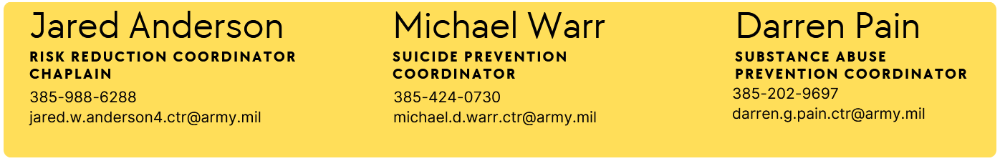 Jared Anderson
RISK REDUCTION COORDINATOR
CHAPLAIN
385-988-6288
jared.w.anderson4.ctr@army.mil
Michael Warr
SUICIDE PREVENTION
COORDINATOR
385-424-0730
michael.d.warr.ctr@army.mil
Darren Pain
SUBSTANCE ABUSE
PREVENTION COORDINATOR
385-202-9697
darren.g.pain.ctr@army.mil